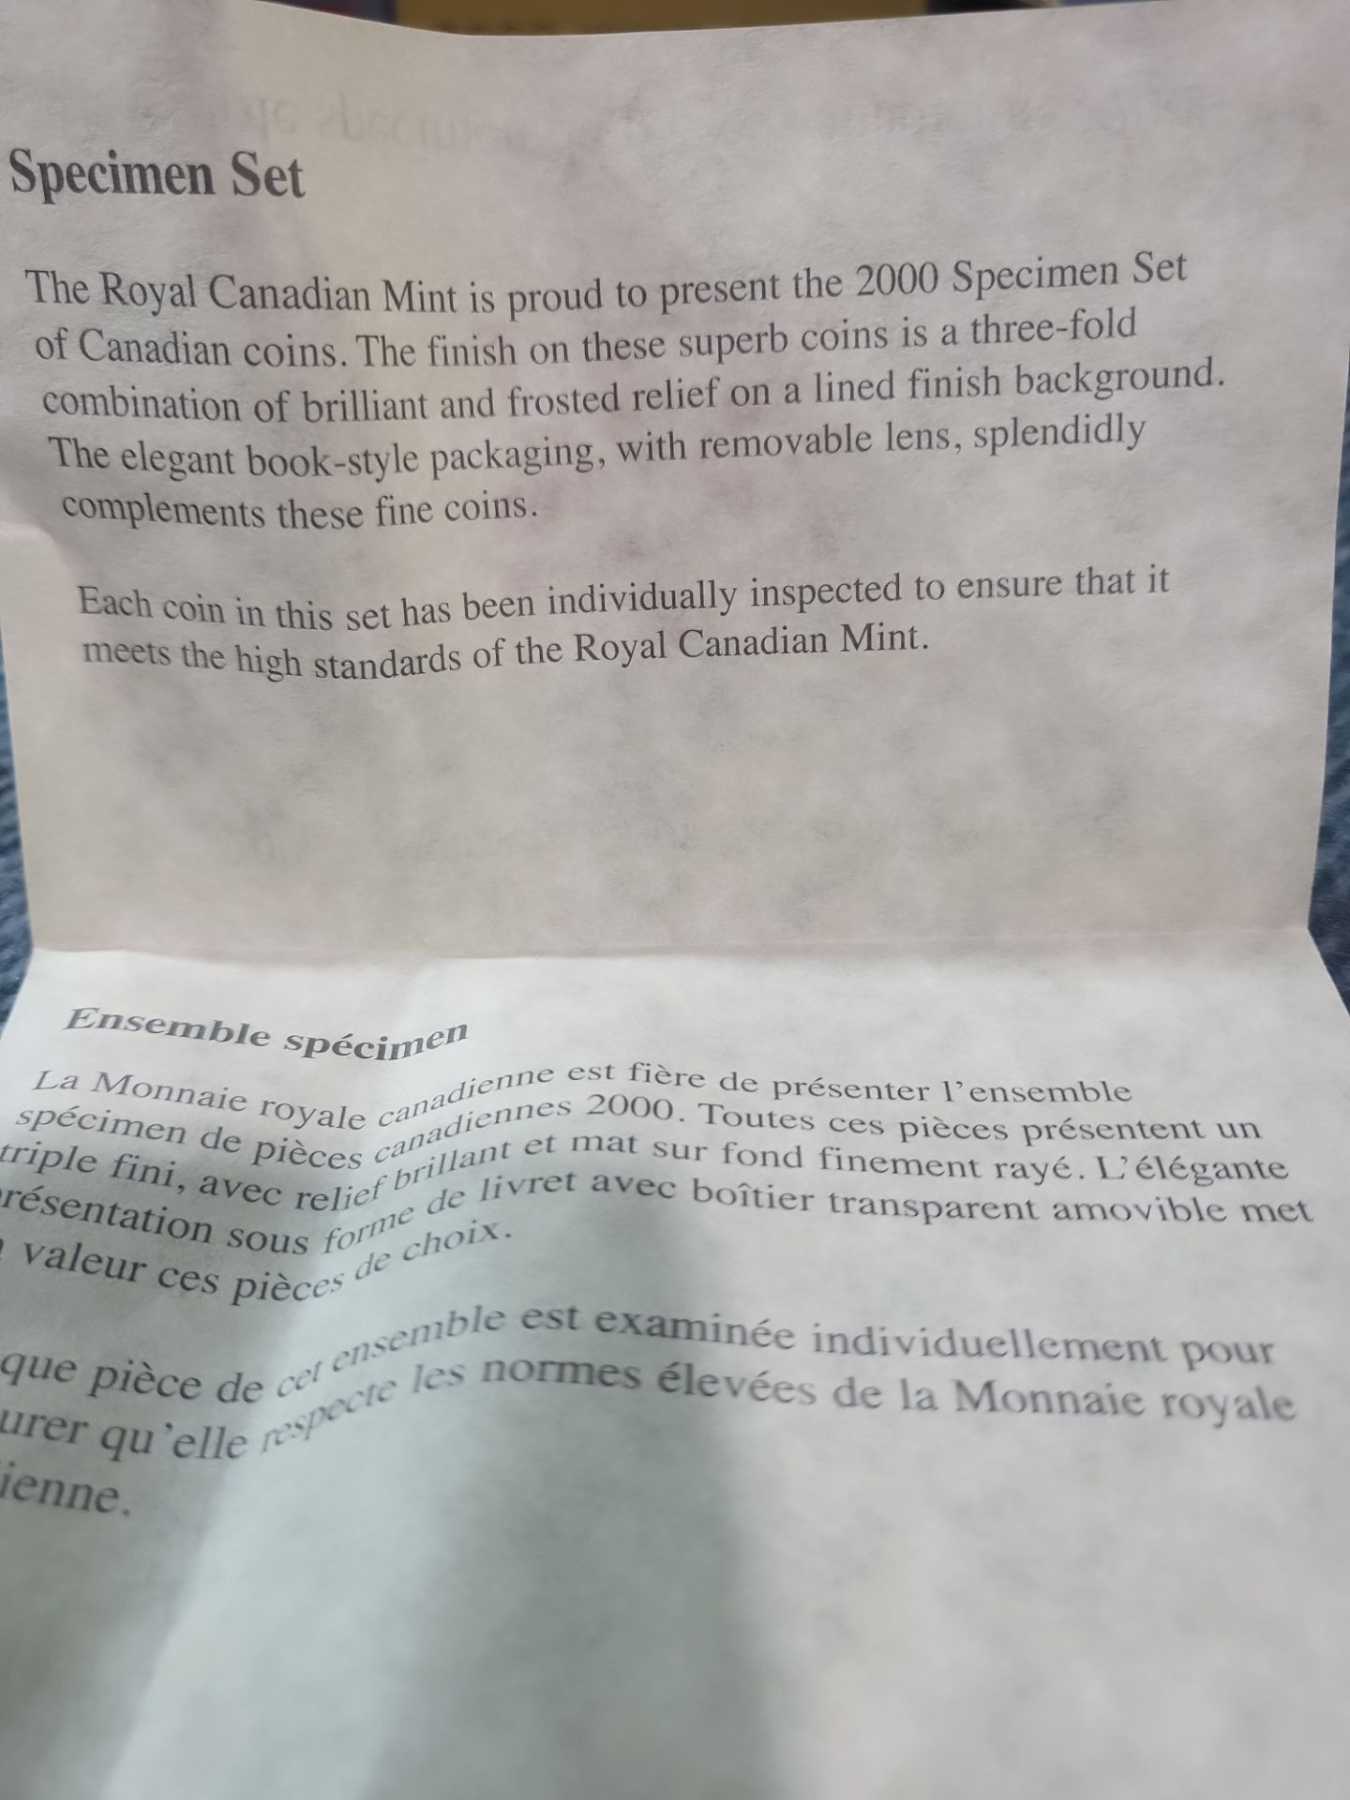 Specimen Set
The Royal Canadian Mint is proud to present the 2000 Specimen Set
of Canadian coins. The finish on these superb coins is a three-fold
combination of brilliant and frosted relief on a lined finish background.
The elegant book-style packaging, with removable lens, splendidly
complements these fine coins.
Each coin in this set has been individually inspected to ensure that it
meets the high standards of the Royal Canadian Mint.
Ensemble spécimen
La Monnaie royale canadienne est fière de présenter l'ensemble
spécimen de pièces canadiennes 2000. Toutes ces pièces présentent un
triple fini, avec relief brillant et mat sur fond finement rayé. L'élégante
résentation sous forme de livret avec boîtier transparent amovible met
valeur ces pièces de choix.
que pièce de cet ensemble est examinée individuellement pour
urer qu'elle respecte les normes élevées de la Monnaie royale
ienne.